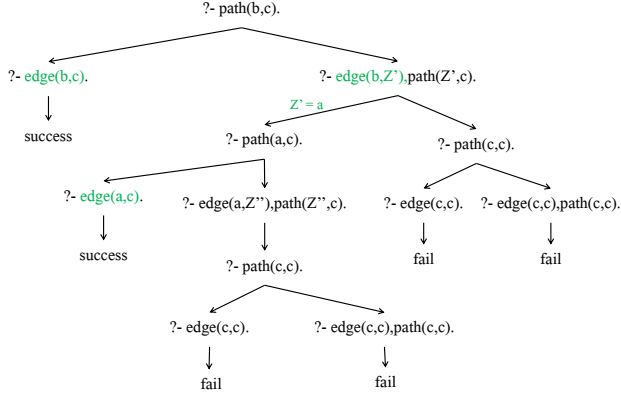 ?- path(b,c).
?- edge(b,c).
?- edge(b,Z’),path(Z’,c).
Z’ = a
success
?- path(a,c).
?- path(c,c).
?- edge(a,c).
?- edge(a,Z’’),path(Z’’,c).
?- edge(c,c).
?- edge(c,c),path(c,c).
success
fail
fail
?- path(c,c).
?- edge(c,c).
?- edge(c,c),path(c,c).
fail
fail